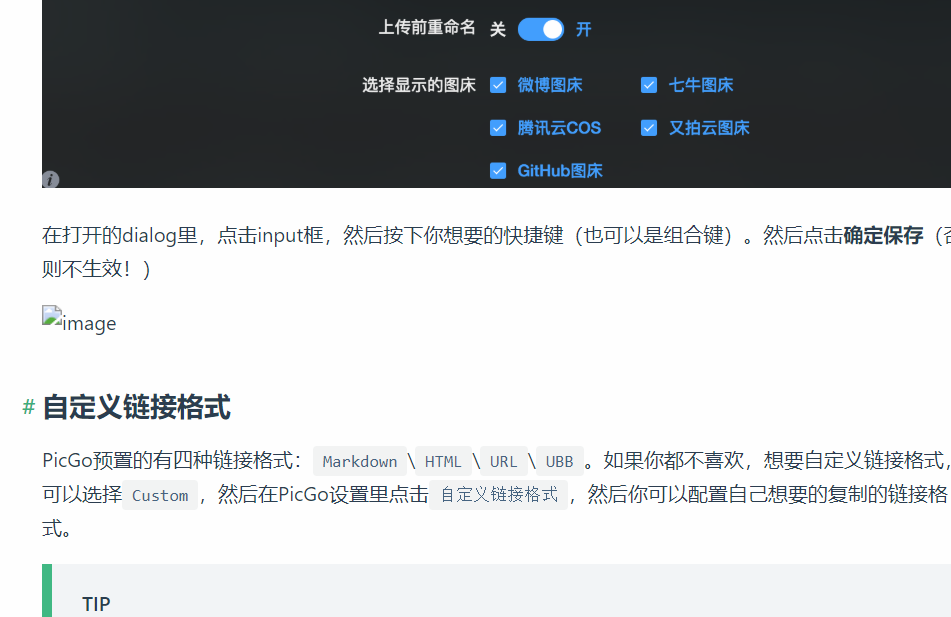 上传前重命名 关 开
选择显示的图床 微博图床 七牛图床
腾讯云COS 又拍云图床
GitHub图床
i
在打开的dialog里，点击input框，然后按下你想要的快捷键（也可以是组合键）。然后点击确定保存（否
则不生效！)
image
# 自定义链接格式
PicGo预置的有四种链接格式： Markdown \ HTML \ URL \ UBB 。如果你都不喜欢，想要自定义链接格式，
可以选择 Custom ，然后在PicGo设置里点击 自定义链接格式 ，然后你可以配置自己想要的复制的链接格
式。
TIP